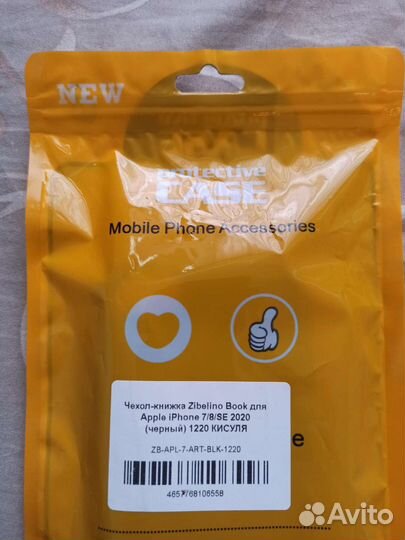 NEW
protective
CASE
Mobile Phone Accessories
Чехол-книжка Zibelino Book для
Apple iPhone 7/8/SE 2020
(черный) 1220 КИСУЛЯ
ZB-APL-7-ART-BLK-1220
4657768106558
e
Avito